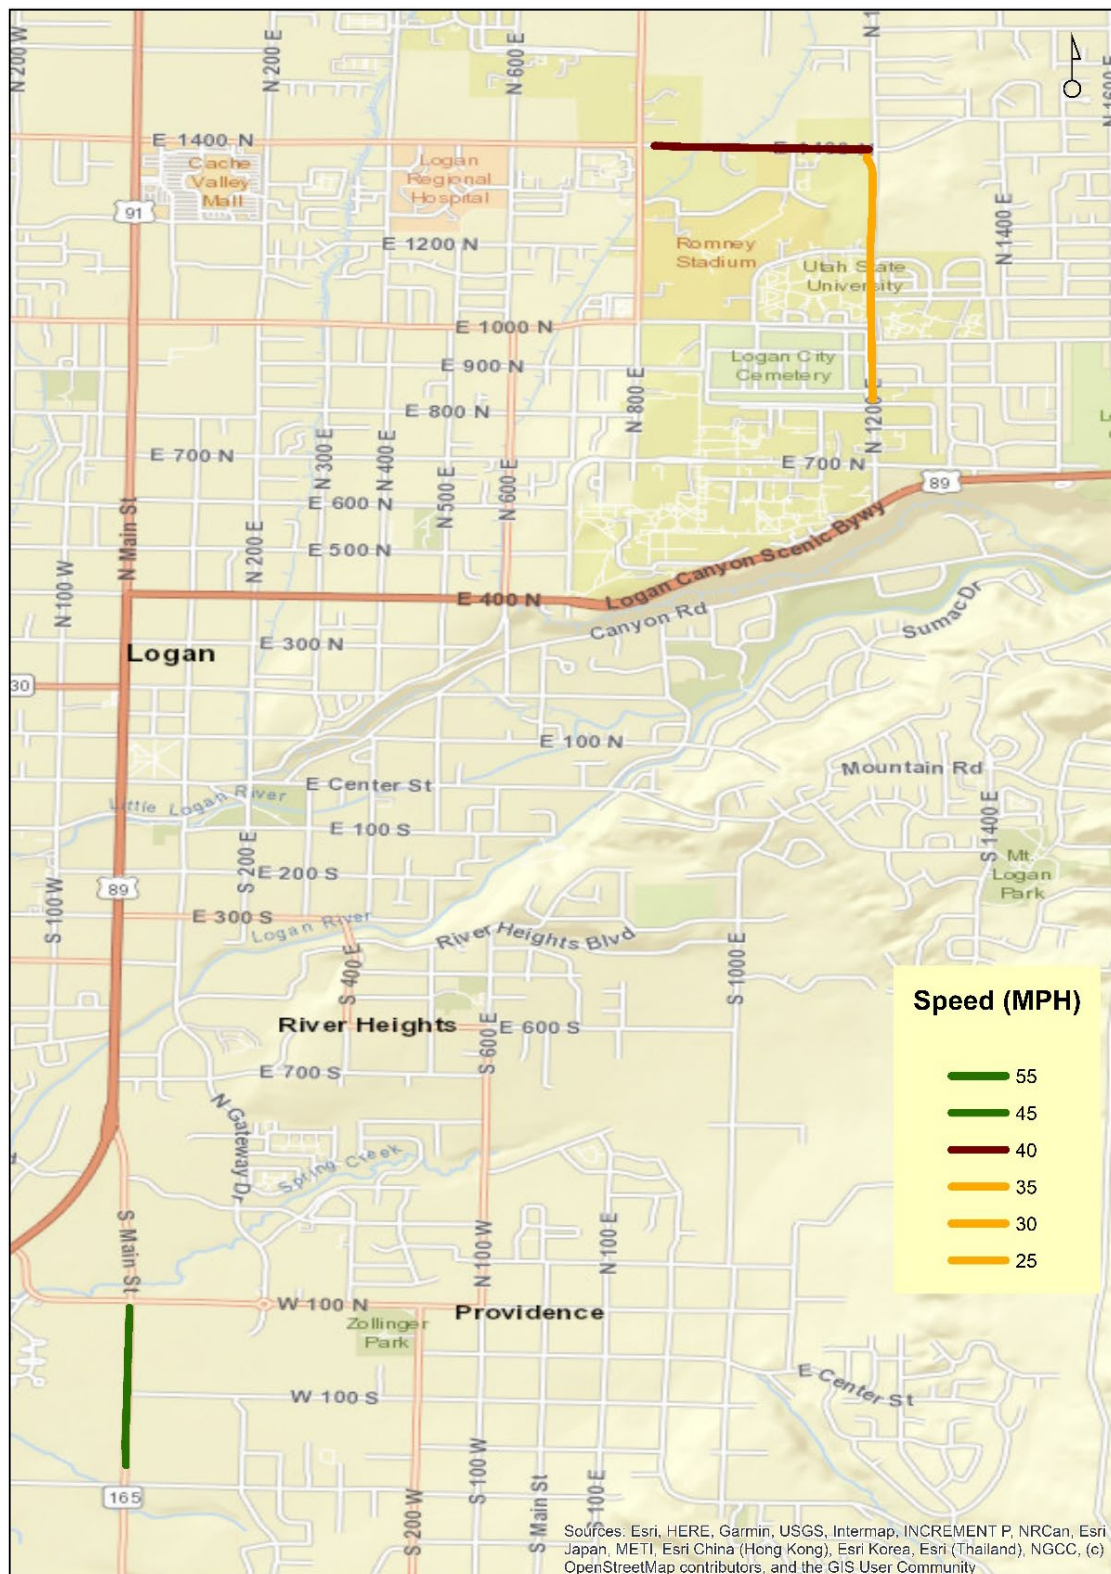 N 200 W
N 200 E
N 600 E
N 1
N 1600 E
E 1400 N
Cache
Valley
Mall
Logan
Regional
Hospital
91
E 1200 N
Romney
Stadium
N 1400 E
Utah State
University
E 1000 N
E 900 N
Logan City
Cemetery
N 800 E
E 800 N
N 1200 E
N 300 E
N 400 E
E 700 N
E 700 N
N 500 E
N 600 E
89
N Main St
E 600 N
E 500 N
N 200 E
N 100 W
Logan Canyon Scenic Bywy
E 400 N
Canyon Rd
Sumac Dr
E 300 N
Logan
30
E 100 N
Mountain Rd
E Center St
Little Logan River
E 100 S
S 1400 E
S 200 E
Mt.
Logan
Park
E 200 S
89
S 100 W
E 300 S
Logan River
River Heights Blvd
S 400 E
S 1000 E
River Heights
E 600 S
S 600 E
E 700 S
N Gateway Dr
Spring Creek
Speed (MPH)
55
45
40
35
30
25
S Main St
N 100 W
N 100 E
W 100 N
Providence
Zollinger
Park
W 100 S
E Center St
165
S 200 W
S 100 W
S Main St
S 100 E
Sources: Esri, HERE, Garmin, USGS, Intermap, INCREMENT P, NRCan, Esri
Japan, METI, Esri China (Hong Kong), Esri Korea, Esri (Thailand), NGCC, (c)
OpenStreetMap contributors, and the GIS User Community